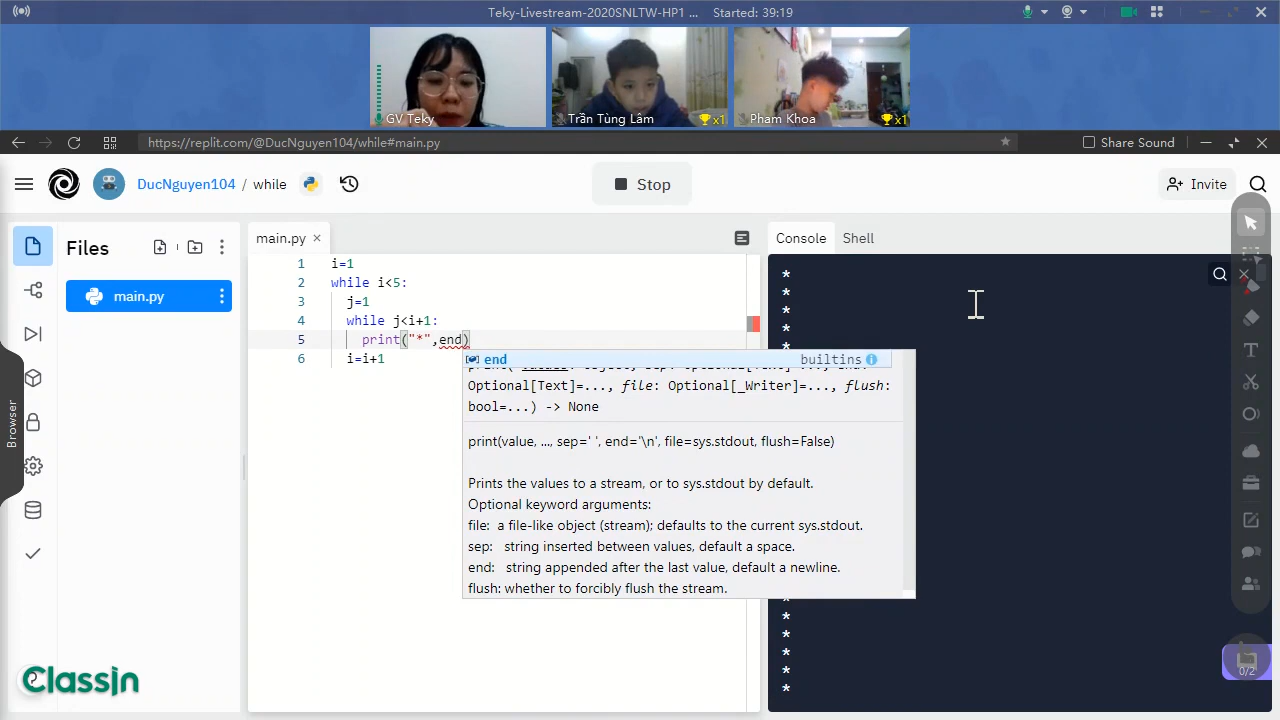 Teky-Livestream-2020SNLTW-HP1 ... Started: 39:19
GV Teky
Trần Tùng Lâm
x1
Pham Khoa
x1
https://replit.com/@DucNguyen104/while#main.py
Share Sound
DucNguyen104 / while
Stop
Invite
Files
main.py
main.py ×
Console
Shell
1 i=1
2 while i<5:
3 j=1
4 while j<i+1:
5 print("*",end)
6 i=i+1
end builtins
Optional[Text]=..., file: Optional[_Writer]=..., flush:
bool=...) -> None
print(value, ..., sep=' ', end='\n', file=sys.stdout, flush=False)
Prints the values to a stream, or to sys.stdout by default.
Optional keyword arguments:
file: a file-like object (stream); defaults to the current sys.stdout.
sep: string inserted between values, default a space.
end: string appended after the last value, default a newline.
flush: whether to forcibly flush the stream.
*
*
*
*
*
*
*
*
*
*
Browser
ClassIn
0/2